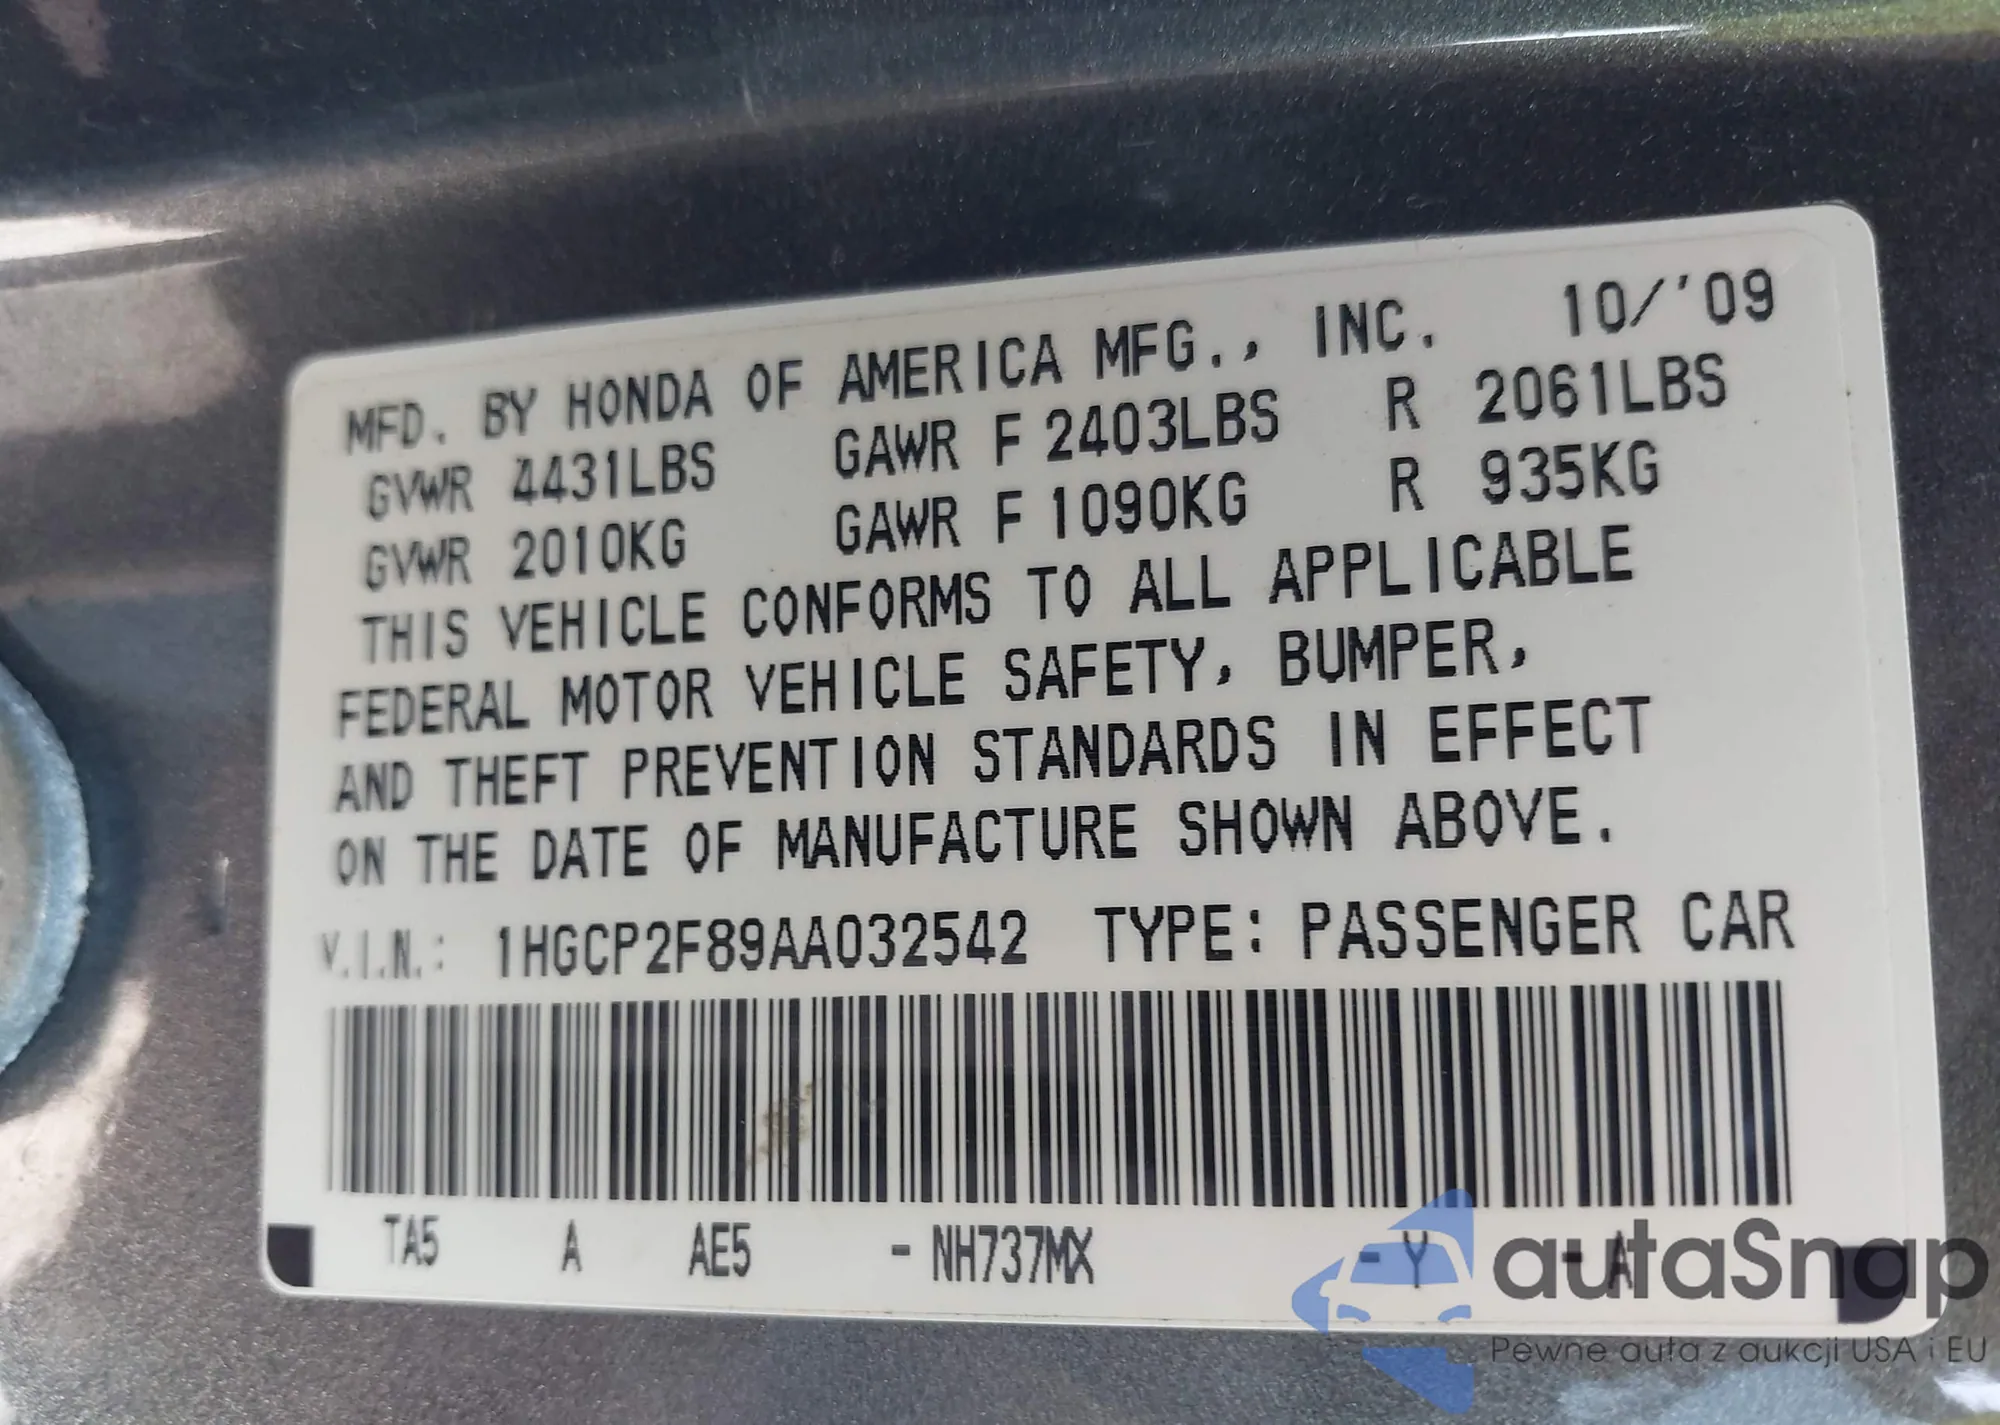 MFD. BY HONDA OF AMERICA MFG., INC. 10/'09
GVWR 4431LBS GAWR F 2403LBS R 2061LBS
GVWR 2010KG GAWR F 1090KG R 935KG
THIS VEHICLE CONFORMS TO ALL APPLICABLE
FEDERAL MOTOR VEHICLE SAFETY, BUMPER,
AND THEFT PREVENTION STANDARDS IN EFFECT
ON THE DATE OF MANUFACTURE SHOWN ABOVE.
V.I.N.: 1HGCP2F89AA032542 TYPE: PASSENGER CAR
TA5 A AE5 - NH737MX - Y - A
autaSnap
Pewne auta z aukcji USA i EU